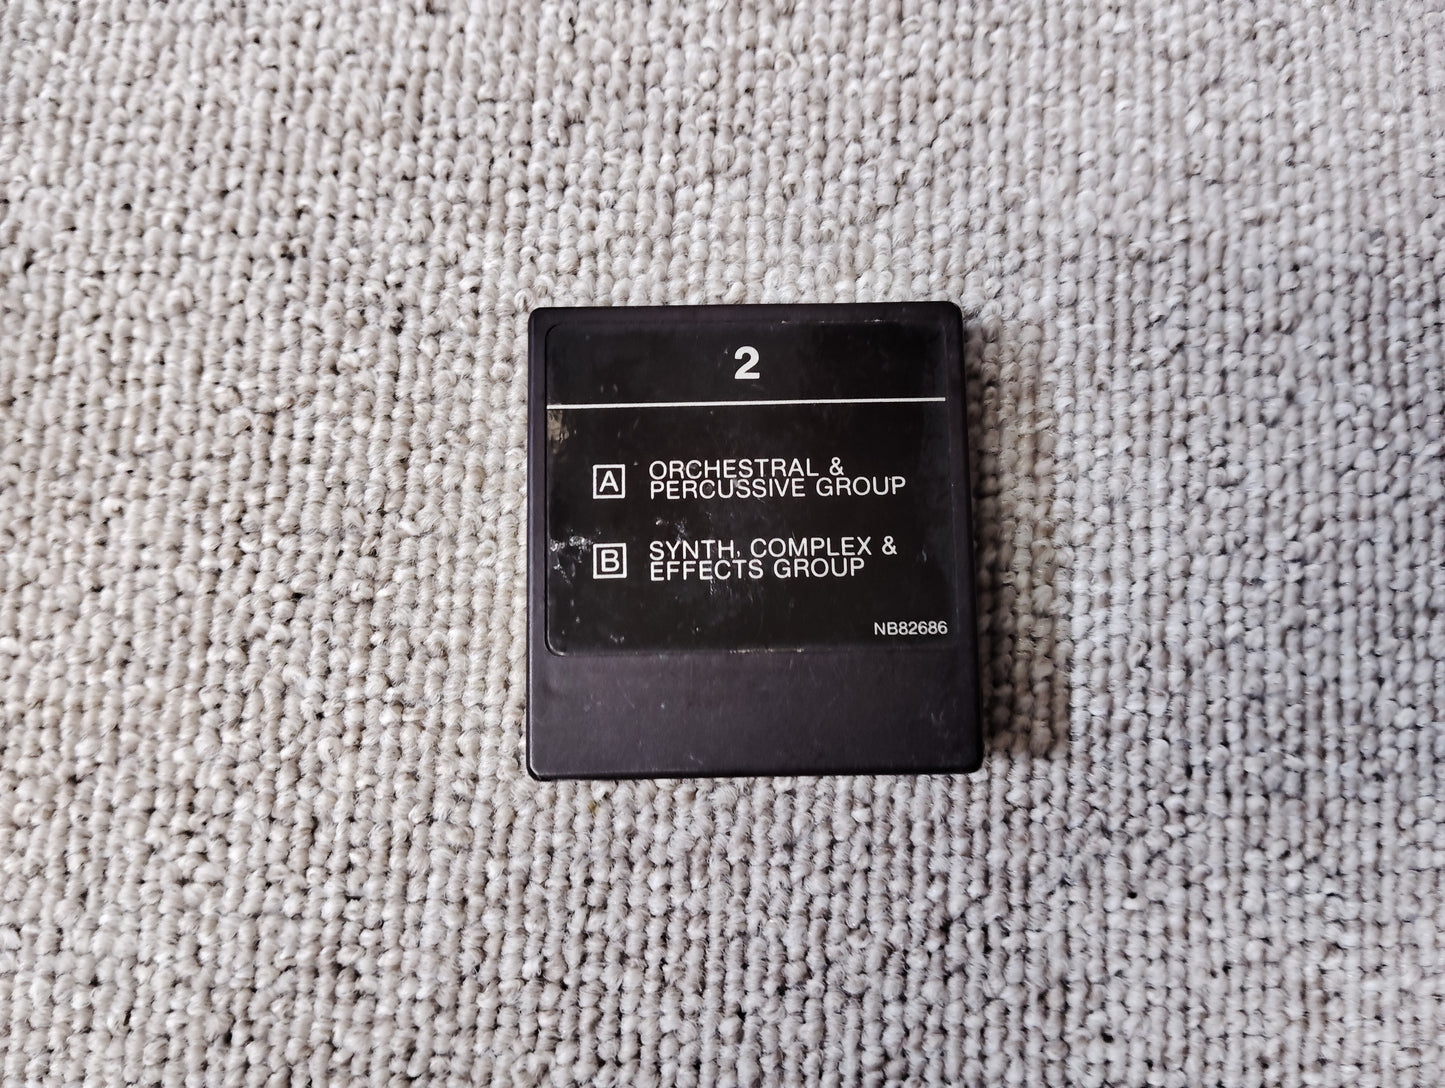 2
A ORCHESTRAL &
PERCUSSIVE GROUP
B SYNTH, COMPLEX &
EFFECTS GROUP
NB82686